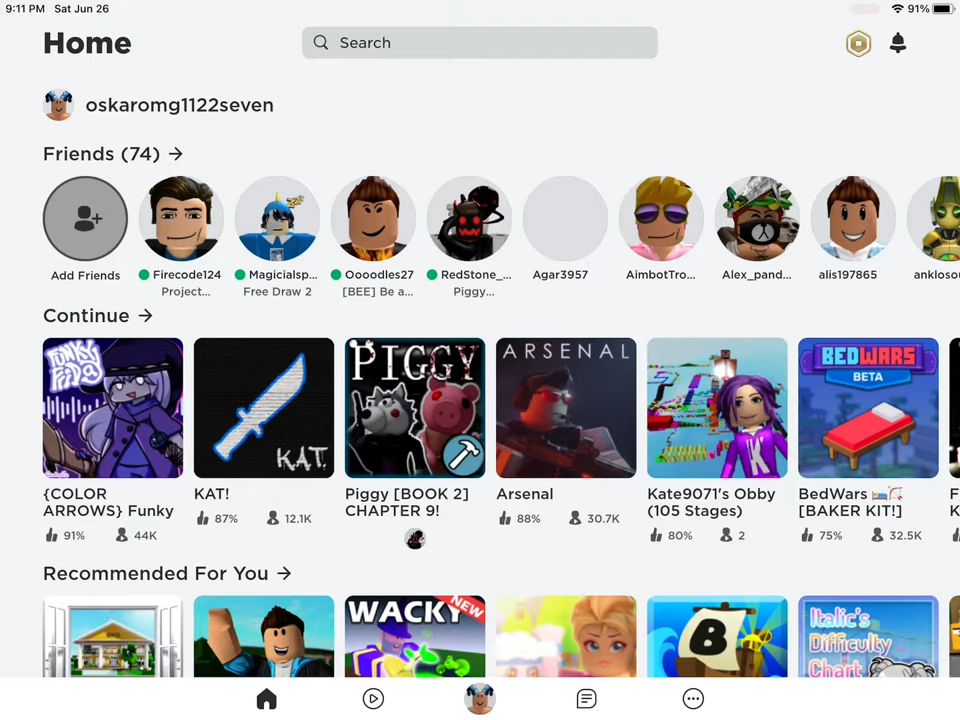 9:11 PM Sat Jun 26 91%
Home
Search
oskaromg1122seven
Friends (74) →
Add Friends
Firecode124
Project...
Magicialsp...
Free Draw 2
Oooodles27
[BEE] Be a...
RedStone_...
Piggy...
Agar3957
AimbotTro...
Alex_pand...
alis197865
anklosou
Continue →
FUNKY
FRIDAY
{COLOR
ARROWS} Funky
91% 44K
KAT.
KAT!
87% 12.1K
PIGGY
Piggy [BOOK 2]
CHAPTER 9!
ARSENAL
Arsenal
88% 30.7K
K
Kate9071's Obby
(105 Stages)
80% 2
BEDWARS
BETA
BedWars 🛏️🏹
[BAKER KIT!]
75% 32.5K
F
Recommended For You →
WACKY
NEW
B
Italic's
Difficulty
Chart